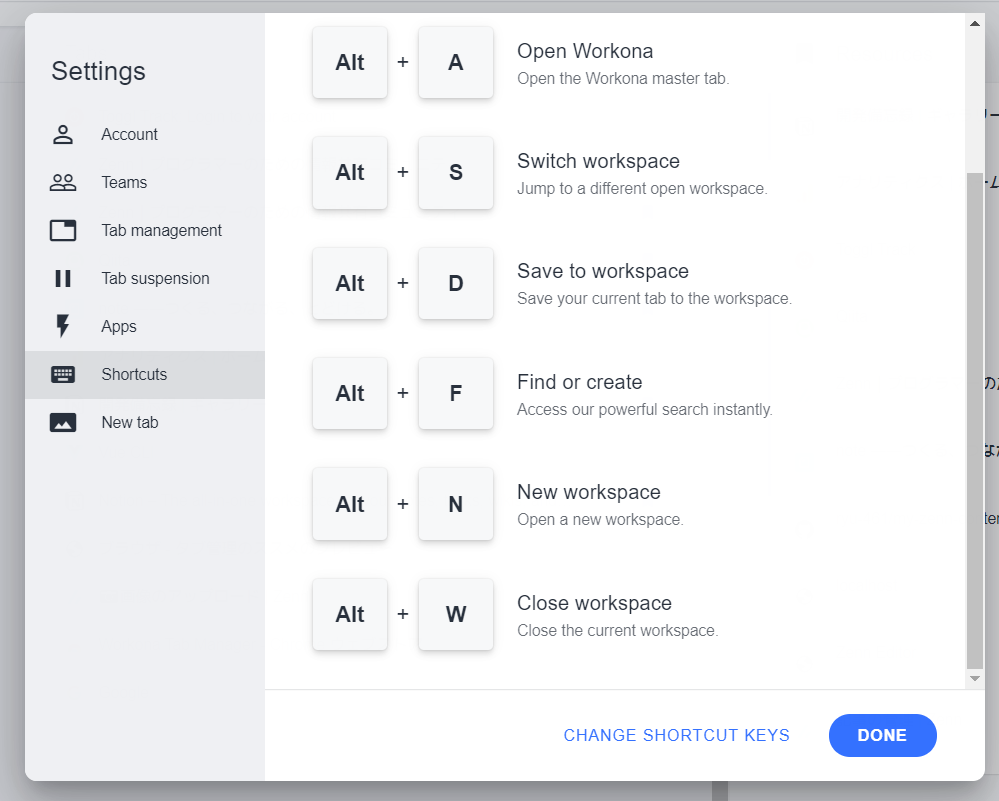 Settings
Account
Teams
Tab management
Tab suspension
Apps
Shortcuts
New tab
Alt + A
Open Workona
Open the Workona master tab.
Alt + S
Switch workspace
Jump to a different open workspace.
Alt + D
Save to workspace
Save your current tab to the workspace.
Alt + F
Find or create
Access our powerful search instantly.
Alt + N
New workspace
Open a new workspace.
Alt + W
Close workspace
Close the current workspace.
CHANGE SHORTCUT KEYS
DONE